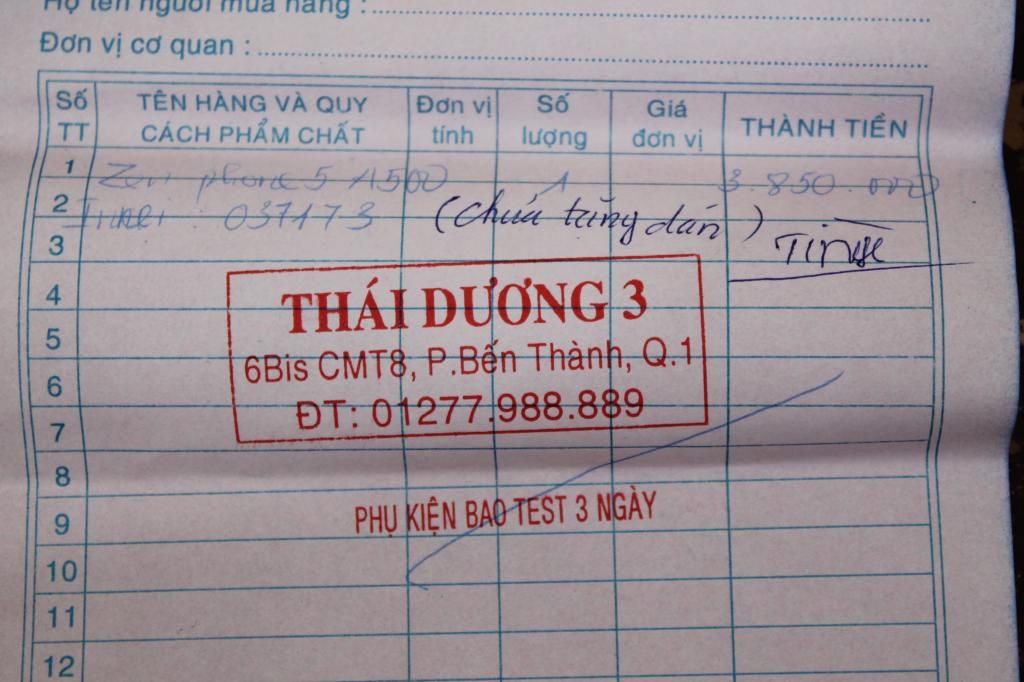 Họ tên người mua hàng :
Đơn vị cơ quan :
Số TT TÊN HÀNG VÀ QUY CÁCH PHẨM CHẤT Đơn vị tính Số lượng Giá đơn vị THÀNH TIỀN
1 Zen phone 5 A500 1 3.850.000
2 Imei: 037173 (chưa tặng dán)
3
4
THÁI DƯƠNG 3
5
6Bis CMT8, P.Bến Thành, Q.1
6
ĐT: 01277.988.889
7
8
9 PHỤ KIỆN BAO TEST 3 NGÀY
10
11
12